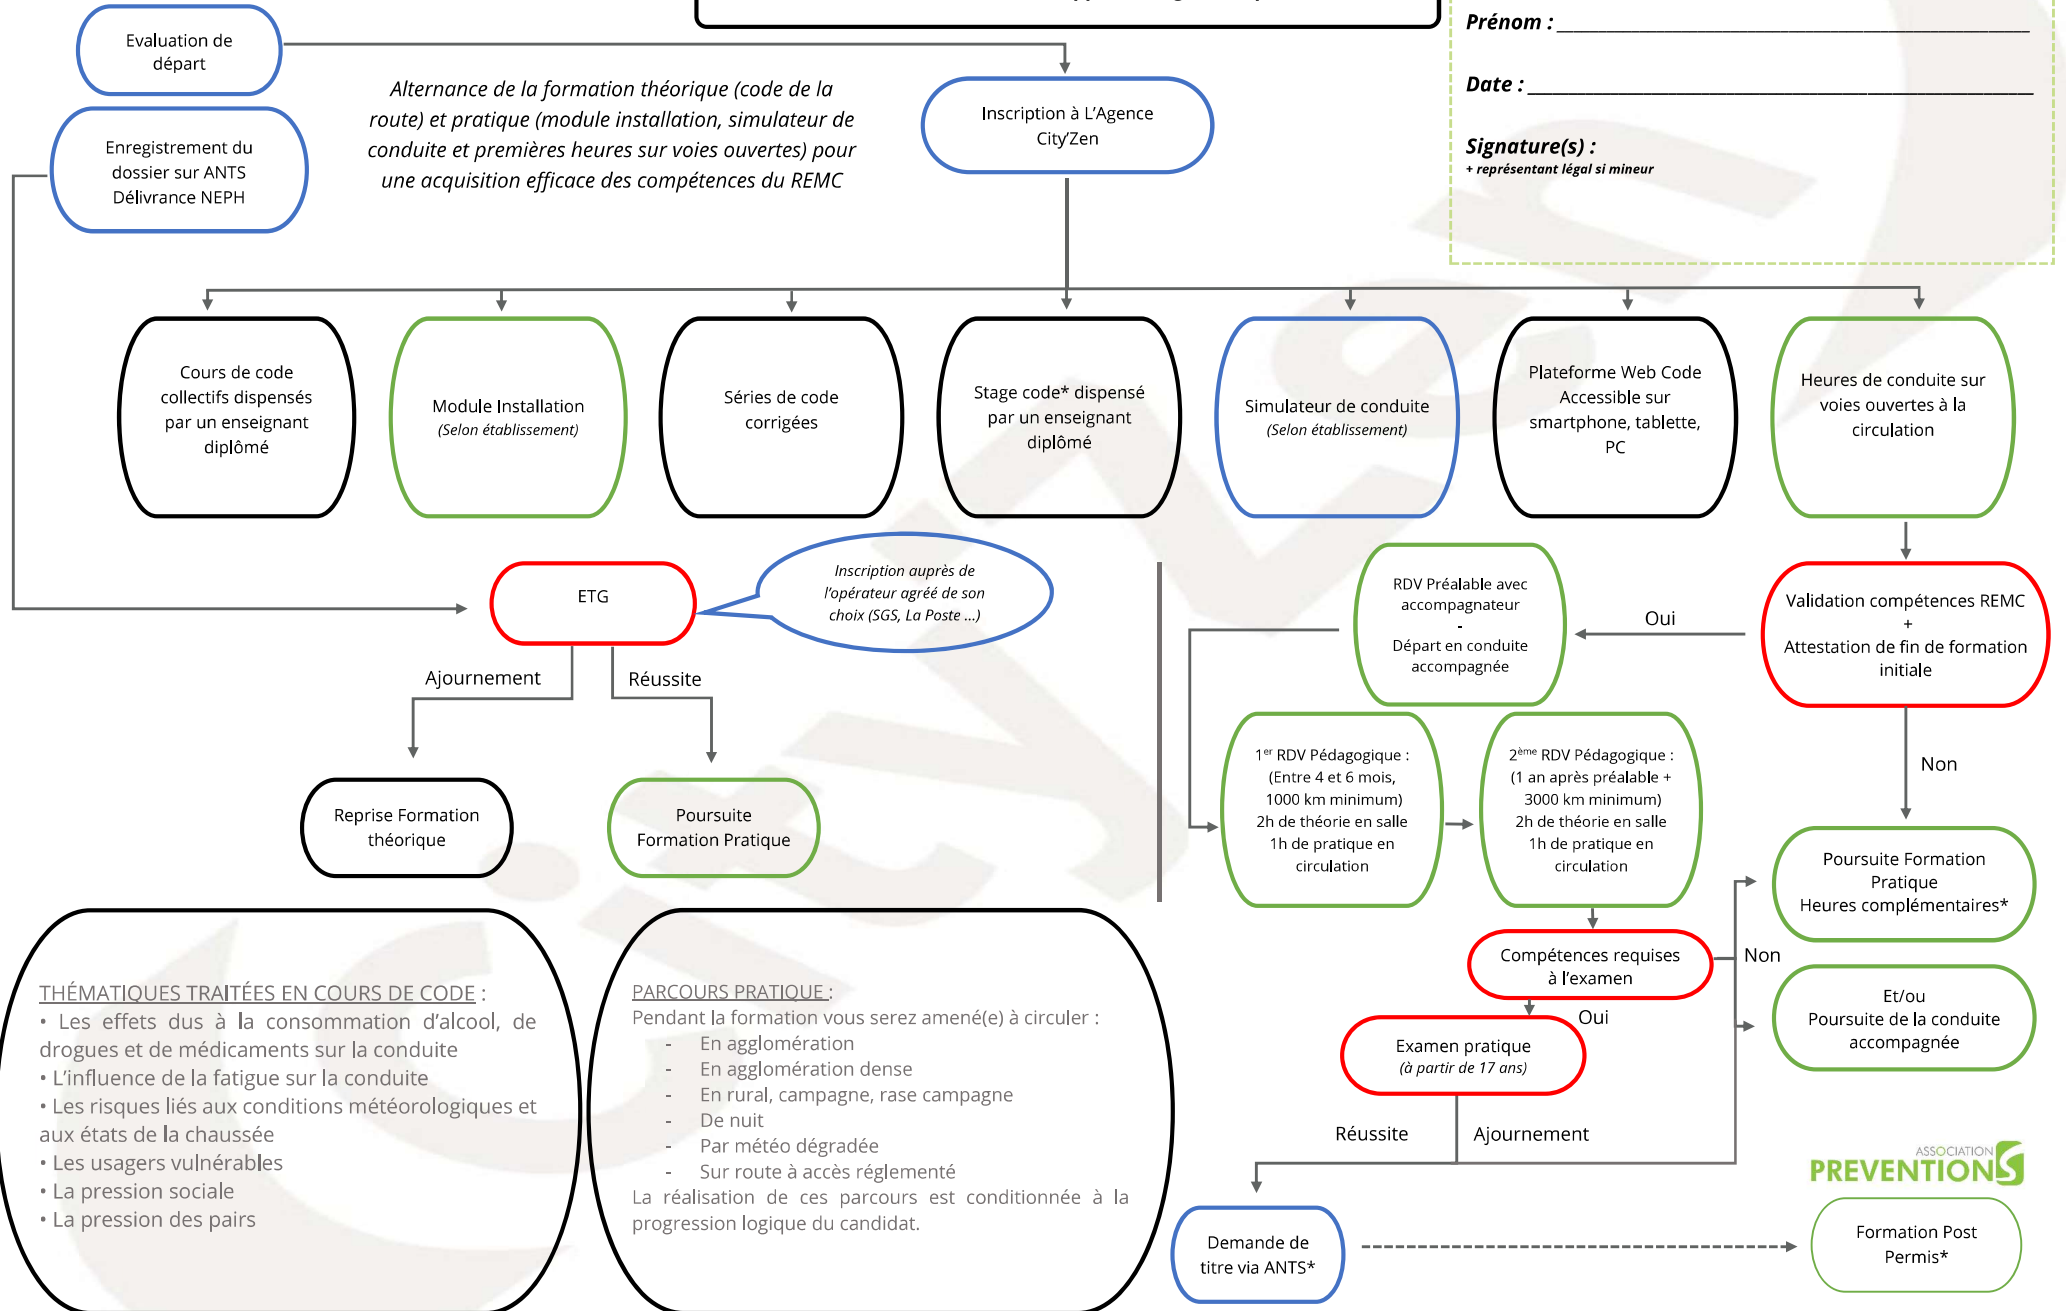 Prénom :
Date :
Signature(s) :
+ représentant légal si mineur
Evaluation de
départ
Enregistrement du
dossier sur ANTS
Délivrance NEPH
Alternance de la formation théorique (code de la
route) et pratique (module installation, simulateur de
conduite et premières heures sur voies ouvertes) pour
une acquisition efficace des compétences du REMC
Inscription à L’Agence
City’Zen
Cours de code
collectifs dispensés
par un enseignant
diplômé
Module Installation
(Selon établissement)
Séries de code
corrigées
Stage code* dispensé
par un enseignant
diplômé
Simulateur de conduite
(Selon établissement)
Plateforme Web Code
Accessible sur
smartphone, tablette,
PC
Heures de conduite sur
voies ouvertes à la
circulation
ETG
Inscription auprès de
l’opérateur agréé de son
choix (SGS, La Poste ...)
Ajournement
Réussite
Reprise Formation
théorique
Poursuite
Formation Pratique
RDV Préalable avec
accompagnateur
-
Départ en conduite
accompagnée
Oui
Validation compétences REMC
+
Attestation de fin de formation
initiale
Non
1er RDV Pédagogique :
(Entre 4 et 6 mois,
1000 km minimum)
2h de théorie en salle
1h de pratique en
circulation
2ème RDV Pédagogique :
(1 an après préalable +
3000 km minimum)
2h de théorie en salle
1h de pratique en
circulation
Poursuite Formation
Pratique
Heures complémentaires*
Compétences requises
à l’examen
Non
Oui
Et/ou
Poursuite de la conduite
accompagnée
Examen pratique
(à partir de 17 ans)
Réussite
Ajournement
Demande de
titre via ANTS*
ASSOCIATION
PREVENTIONS
Formation Post
Permis*
THÉMATIQUES TRAITÉES EN COURS DE CODE :
• Les effets dus à la consommation d’alcool, de
drogues et de médicaments sur la conduite
• L’influence de la fatigue sur la conduite
• Les risques liés aux conditions météorologiques et
aux états de la chaussée
• Les usagers vulnérables
• La pression sociale
• La pression des pairs
PARCOURS PRATIQUE :
Pendant la formation vous serez amené(e) à circuler :
- En agglomération
- En agglomération dense
- En rural, campagne, rase campagne
- De nuit
- Par météo dégradée
- Sur route à accès réglementé
La réalisation de ces parcours est conditionnée à la
progression logique du candidat.
City'Zen